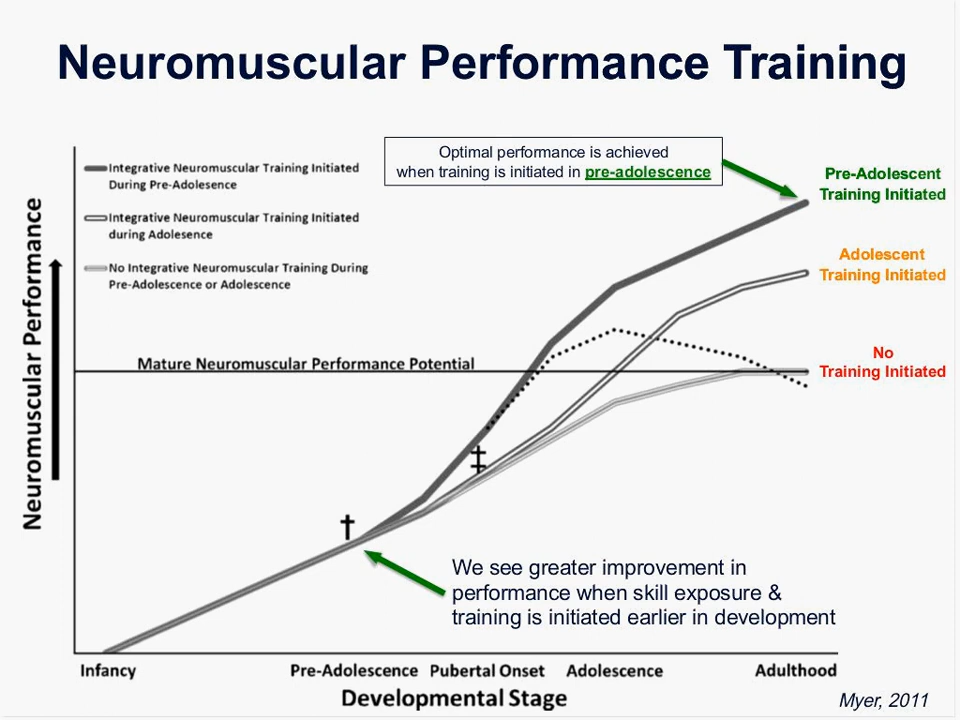 Neuromuscular Performance Training
Optimal performance is achieved
when training is initiated in pre-adolescence
Integrative Neuromuscular Training Initiated
During Pre-Adolesence
Integrative Neuromuscular Training Initiated
during Adolesence
No Integrative Neuromuscular Training During
Pre-Adolescence or Adolescence
Pre-Adolescent
Training Initiated
Adolescent
Training Initiated
No
Training Initiated
Mature Neuromuscular Performance Potential
Neuromuscular Performance
‡
†
We see greater improvement in
performance when skill exposure &
training is initiated earlier in development
Infancy
Pre-Adolescence
Pubertal Onset
Adolescence
Adulthood
Developmental Stage
Myer, 2011